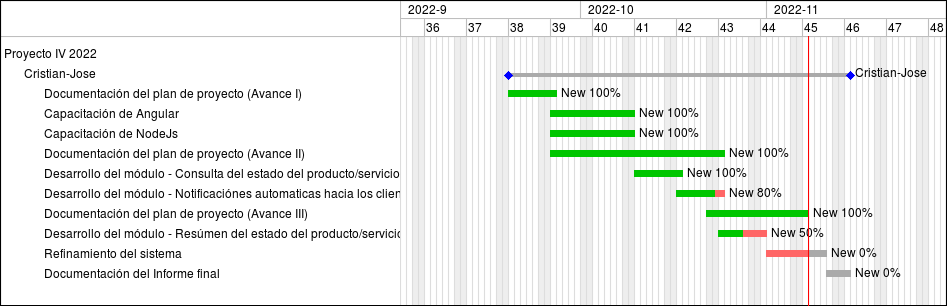 2022-9 2022-10 2022-11
36 37 38 39 40 41 42 43 44 45 46 47 48
Proyecto IV 2022
Cristian-Jose Cristian-Jose
Documentación del plan de proyecto (Avance I) New 100%
Capacitación de Angular New 100%
Capacitación de NodeJs New 100%
Documentación del plan de proyecto (Avance II) New 100%
Desarrollo del módulo - Consulta del estado del producto/servicio New 100%
Desarrollo del módulo - Notificaciónes automaticas hacia los clien New 80%
Documentación del plan de proyecto (Avance III) New 100%
Desarrollo del módulo - Resúmen del estado del producto/servicio New 50%
Refinamiento del sistema New 0%
Documentación del Informe final New 0%